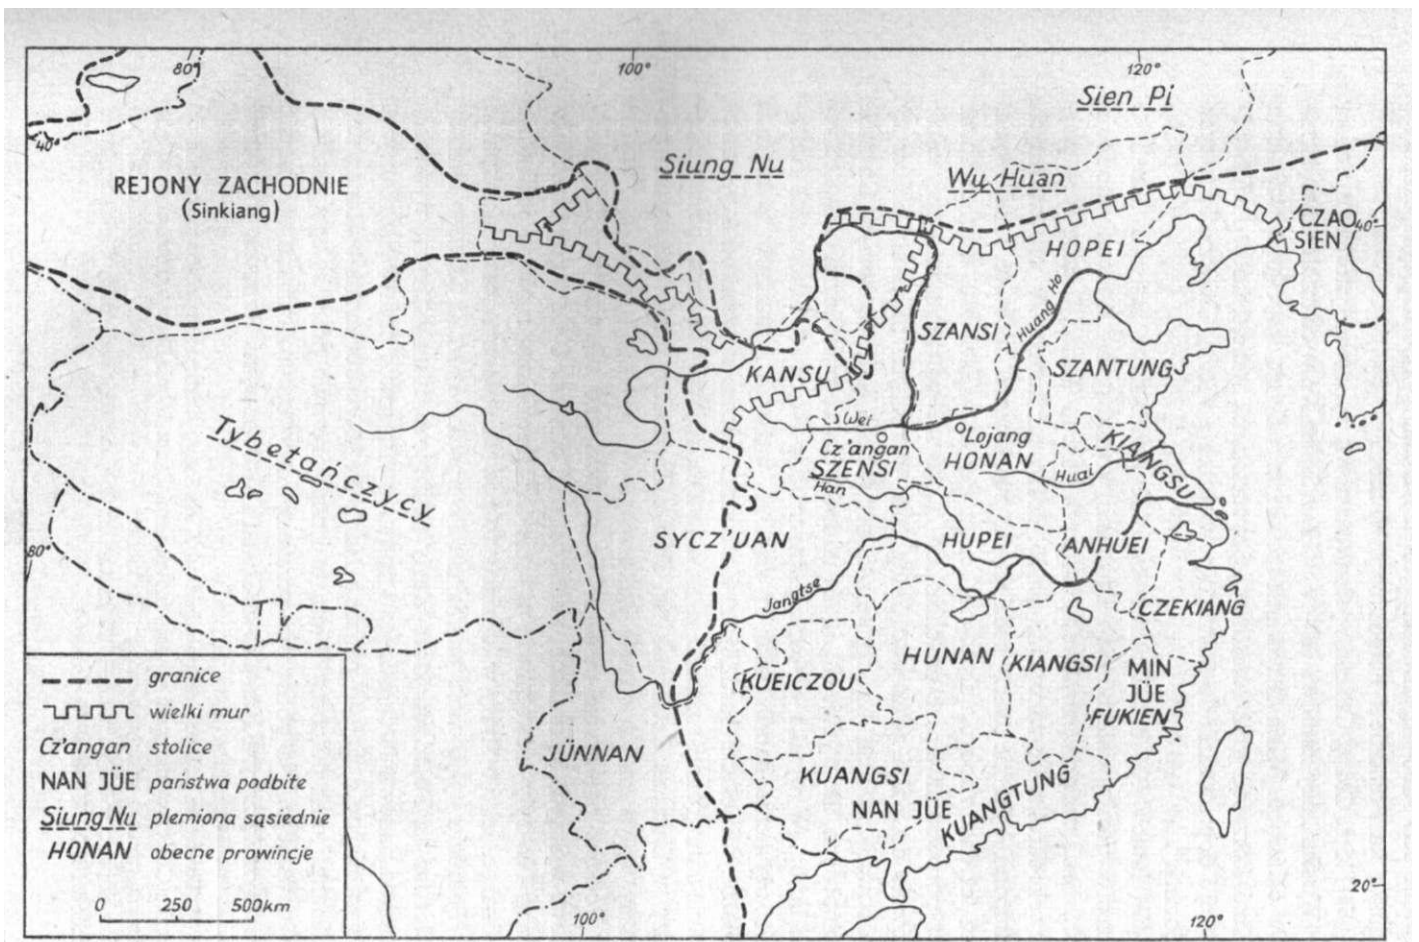 80°
100°
120°
Sien Pi
40°
Siung Nu
REJONY ZACHODNIE
(Sinkiang)
Wu Huan
CZAO
SIEN
40°
HOPEI
Huang Ho
SZANSI
KANSU
SZANTUNG
Wei
Lojang
Cz'angan
HONAN
KIANGSU
SZENSI
Huai
Han
Tybetańczycy
SYCZ'UAN
HUPEI
ANHUEI
80°
Jangtse
CZEKIANG
HUNAN
KIANGSI
MIN
JÜE
FUKIEN
KUEICZOU
JÜNNAN
KUANGSI
NAN JÜE
KUANGTUNG
granice
wielki mur
Cz'angan stolice
NAN JÜE państwa podbite
Siung Nu plemiona sąsiednie
HONAN obecne prowincje
0 250 500km
100°
120°
20°